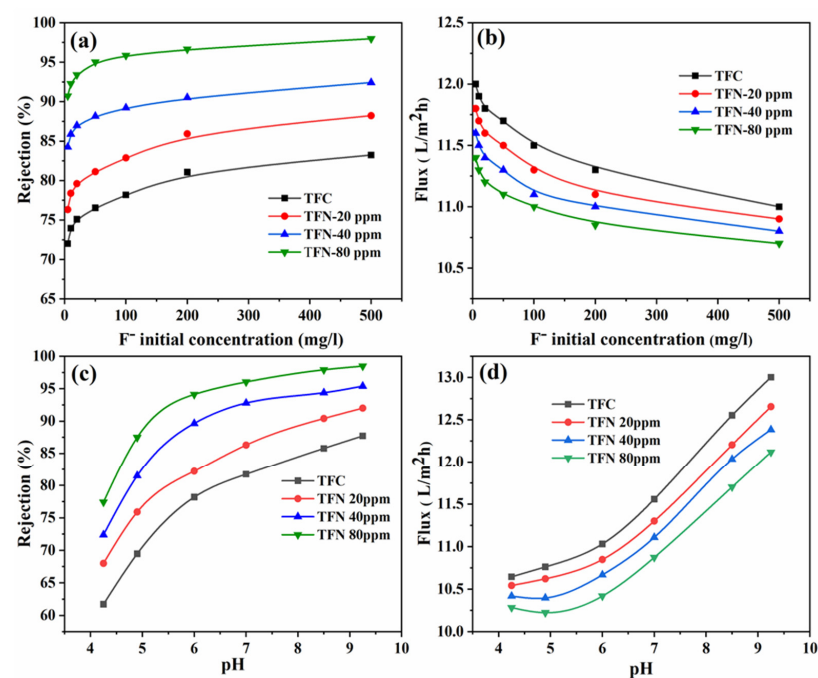 (a)
Rejection (%)
100
95
90
85
80
75
70
65
TFC
TFN-20 ppm
TFN-40 ppm
TFN-80 ppm
0 100 200 300 400 500
F⁻ initial concentration (mg/l)
(b)
Flux ( L/m²h)
12.5
12.0
11.5
11.0
10.5
TFC
TFN-20 ppm
TFN-40 ppm
TFN-80 ppm
0 100 200 300 400 500
F⁻ initial concentration (mg/l)
(c)
Rejection (%)
100
95
90
85
80
75
70
65
60
TFC
TFN 20ppm
TFN 40ppm
TFN 80ppm
4 5 6 7 8 9 10
pH
(d)
Flux ( L/m²h)
13.0
12.5
12.0
11.5
11.0
10.5
10.0
TFC
TFN 20ppm
TFN 40ppm
TFN 80ppm
4 5 6 7 8 9 10
pH